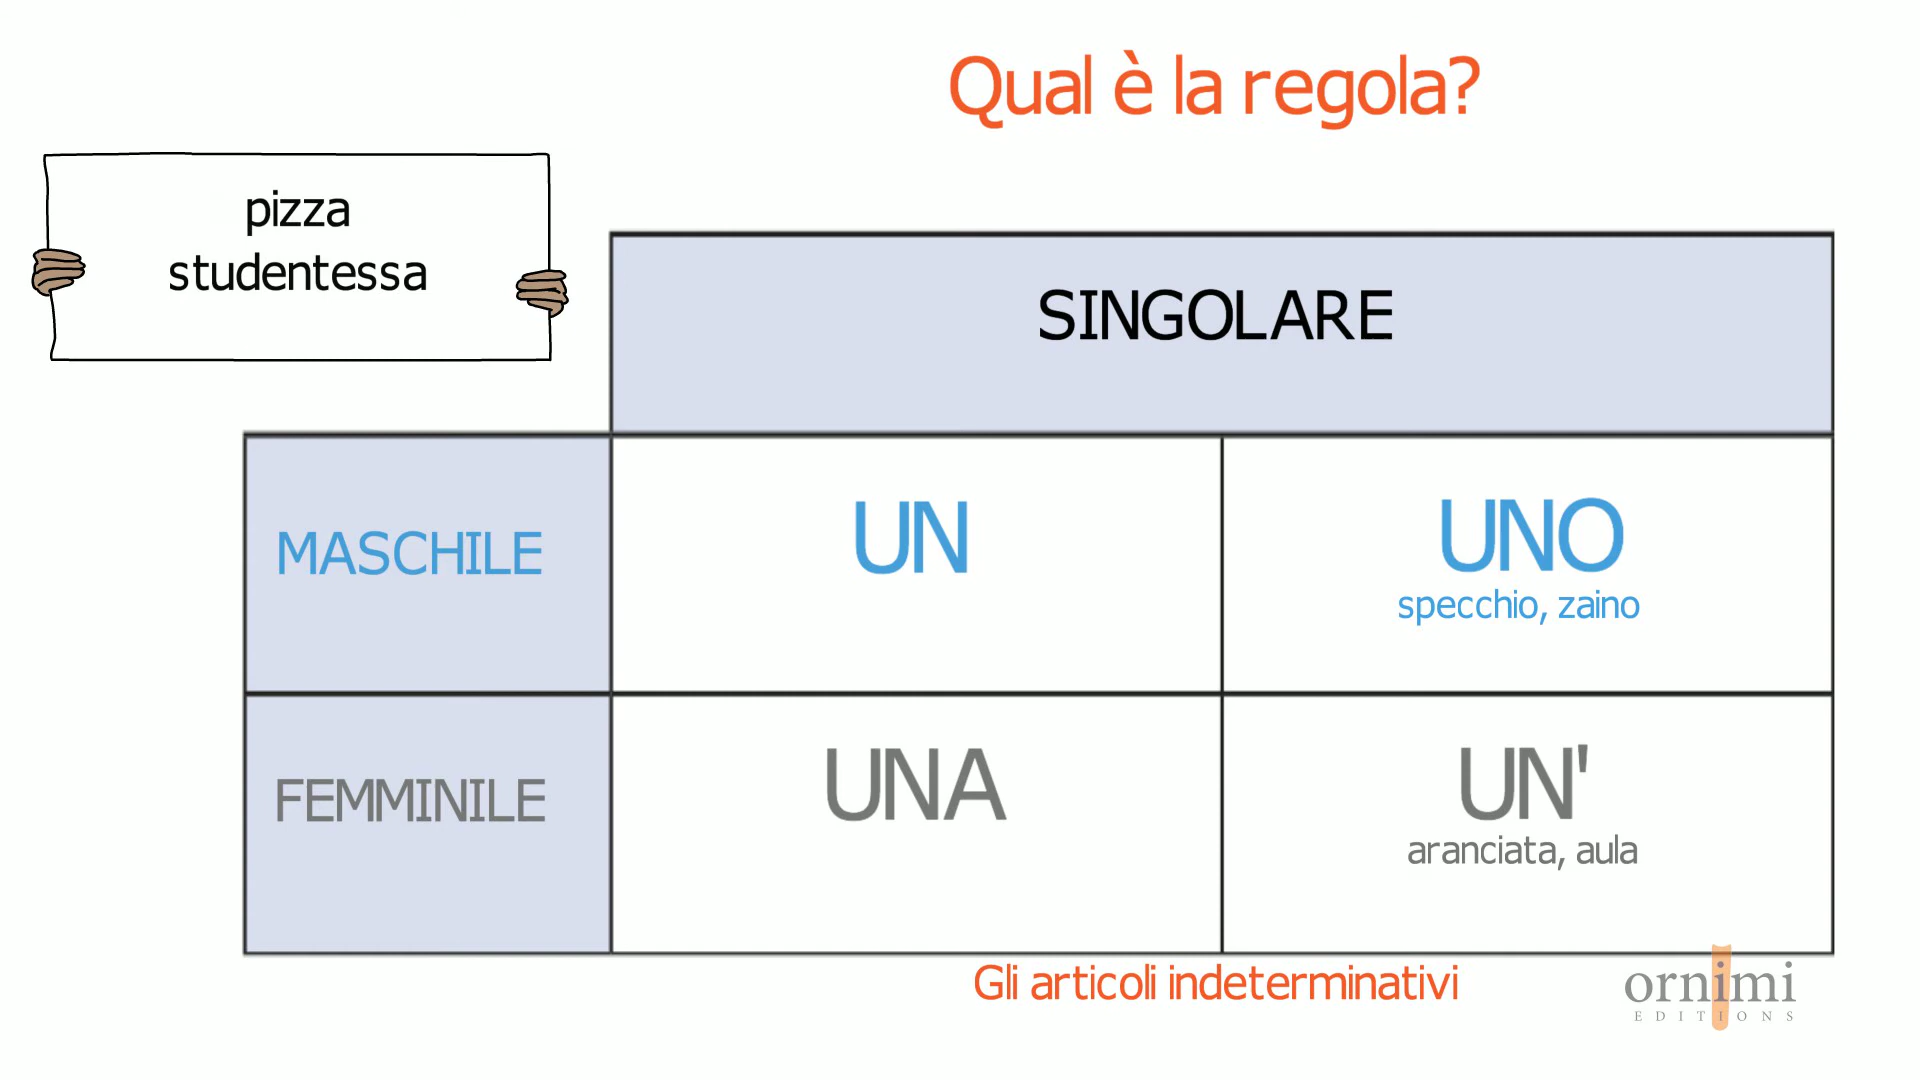 Qual è la regola?
pizza
studentessa
SINGOLARE
MASCHILE
UN
UNO
specchio, zaino
FEMMINILE
UNA
UN'
aranciata, aula
Gli articoli indeterminativi
ornimi
EDITIONS